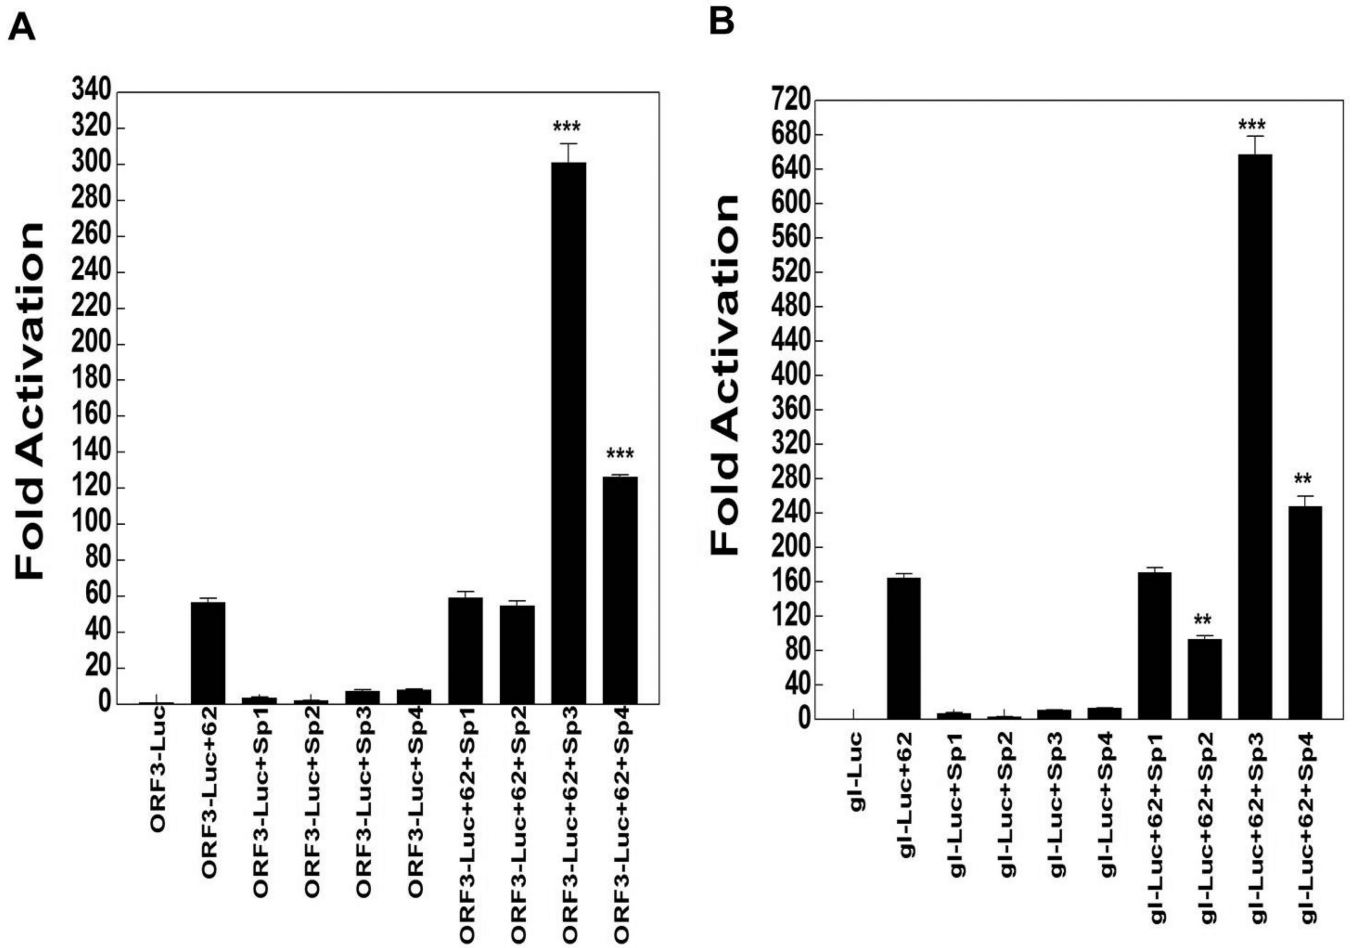 A
Fold Activation
340
320
300
280
260
240
220
200
180
160
140
120
100
80
60
40
20
0
***
***
ORF3-Luc
ORF3-Luc+62
ORF3-Luc+Sp1
ORF3-Luc+Sp2
ORF3-Luc+Sp3
ORF3-Luc+Sp4
ORF3-Luc+62+Sp1
ORF3-Luc+62+Sp2
ORF3-Luc+62+Sp3
ORF3-Luc+62+Sp4
B
Fold Activation
720
680
640
600
560
520
480
440
400
360
320
280
240
200
160
120
80
40
0
**
***
**
gI-Luc
gI-Luc+62
gI-Luc+Sp1
gI-Luc+Sp2
gI-Luc+Sp3
gI-Luc+Sp4
gI-Luc+62+Sp1
gI-Luc+62+Sp2
gI-Luc+62+Sp3
gI-Luc+62+Sp4